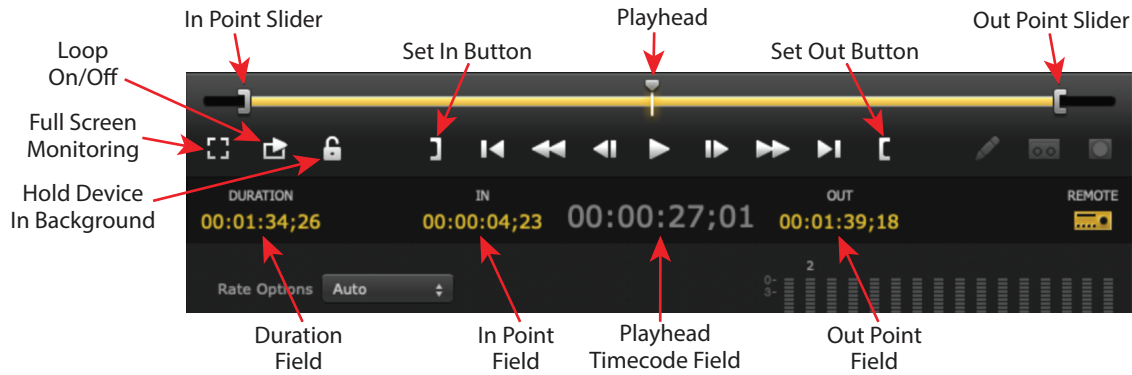 In Point Slider
Playhead
Out Point Slider
Loop
On/Off
Set In Button
Set Out Button
Full Screen
Monitoring
Hold Device
In Background
DURATION
IN
OUT
REMOTE
00:01:34;26
00:00:04;23
00:00:27;01
00:01:39;18
Rate Options
Auto
2
0-
3-
Duration
Field
In Point
Field
Playhead
Timecode Field
Out Point
Field